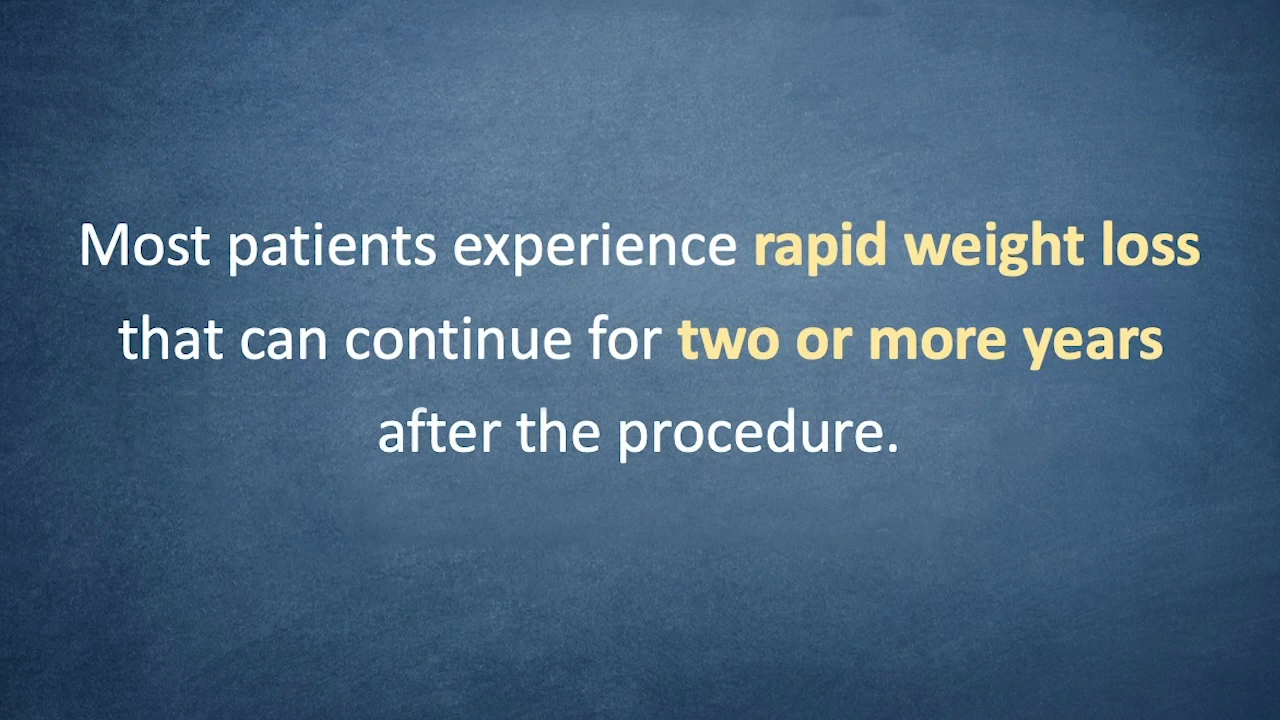 Most patients experience rapid weight loss
that can continue for two or more years
after the procedure.